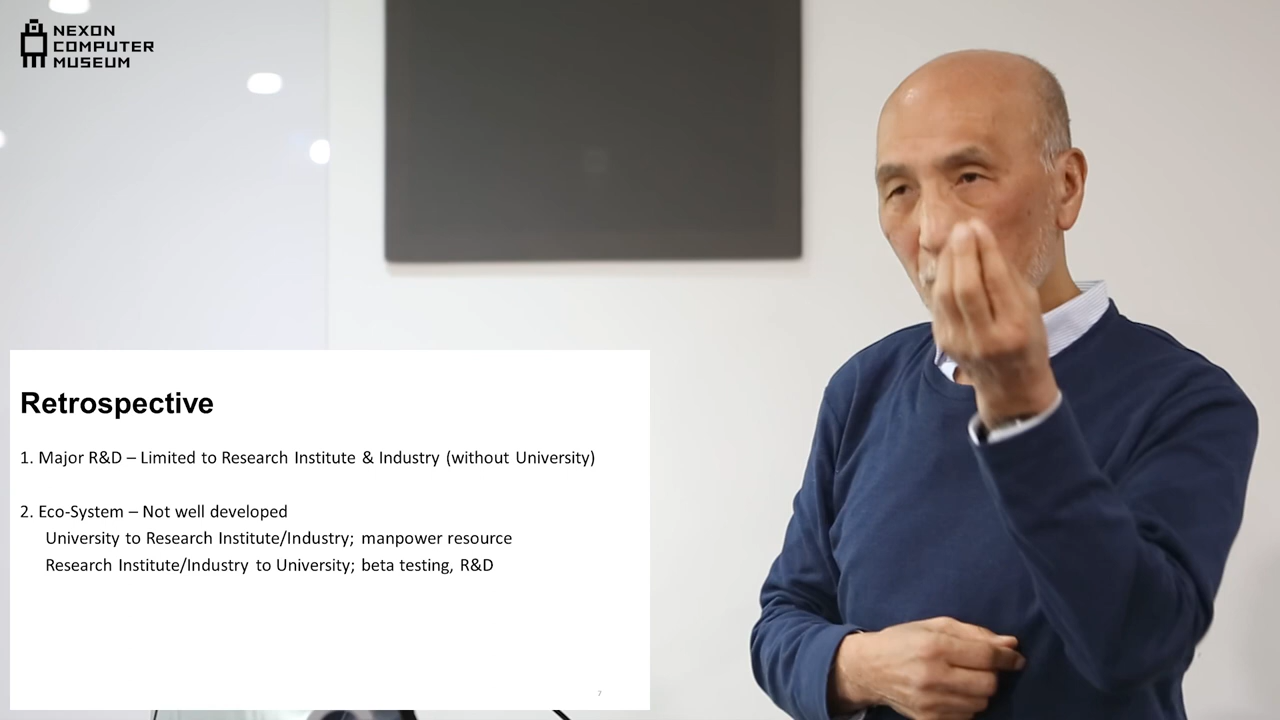 NEXON
COMPUTER
MUSEUM
Retrospective
1. Major R&D – Limited to Research Institute & Industry (without University)
2. Eco-System – Not well developed
University to Research Institute/Industry; manpower resource
Research Institute/Industry to University; beta testing, R&D
7